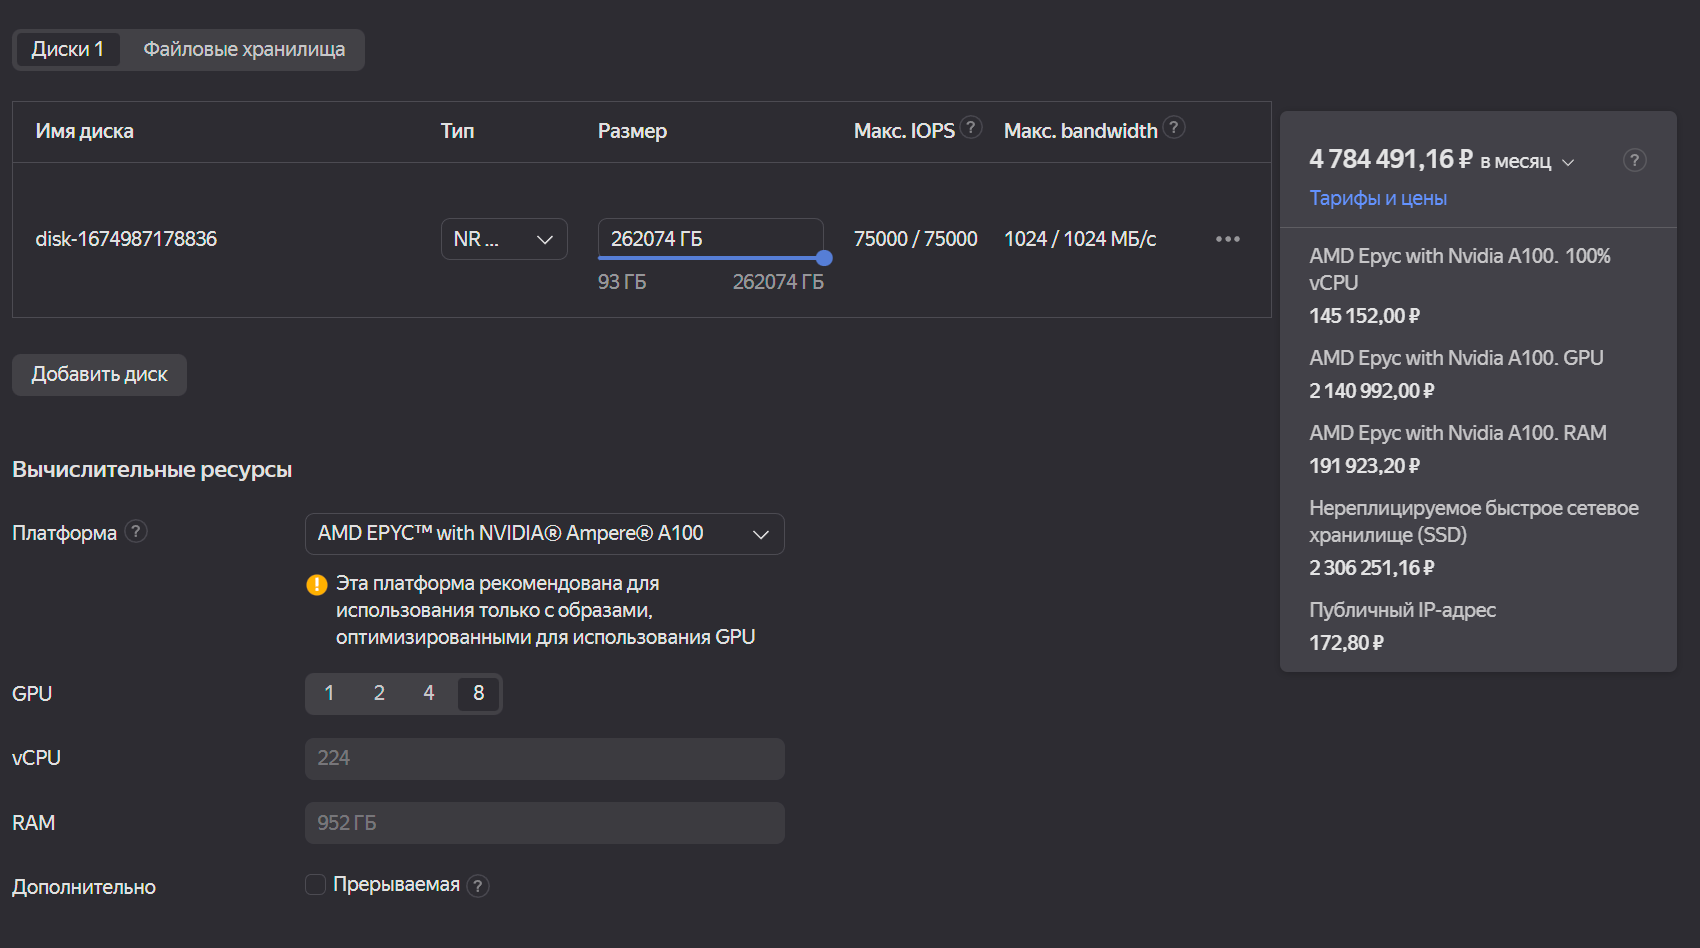 Диски 1 Файловые хранилища
Имя диска Тип Размер Макс. IOPS ? Макс. bandwidth ?
disk-1674987178836 NR ... 262074 ГБ 75000 / 75000 1024 / 1024 МБ/с
93 ГБ 262074 ГБ
Добавить диск
Вычислительные ресурсы
Платформа ? AMD EPYC™ with NVIDIA® Ampere® A100
! Эта платформа рекомендована для
использования только с образами,
оптимизированными для использования GPU
GPU 1 2 4 8
vCPU 224
RAM 952 ГБ
Дополнительно Прерываемая ?
4 784 491,16 ₽ в месяц ?
Тарифы и цены
AMD Epyc with Nvidia A100. 100%
vCPU
145 152,00 ₽
AMD Epyc with Nvidia A100. GPU
2 140 992,00 ₽
AMD Epyc with Nvidia A100. RAM
191 923,20 ₽
Нереплицируемое быстрое сетевое
хранилище (SSD)
2 306 251,16 ₽
Публичный IP-адрес
172,80 ₽